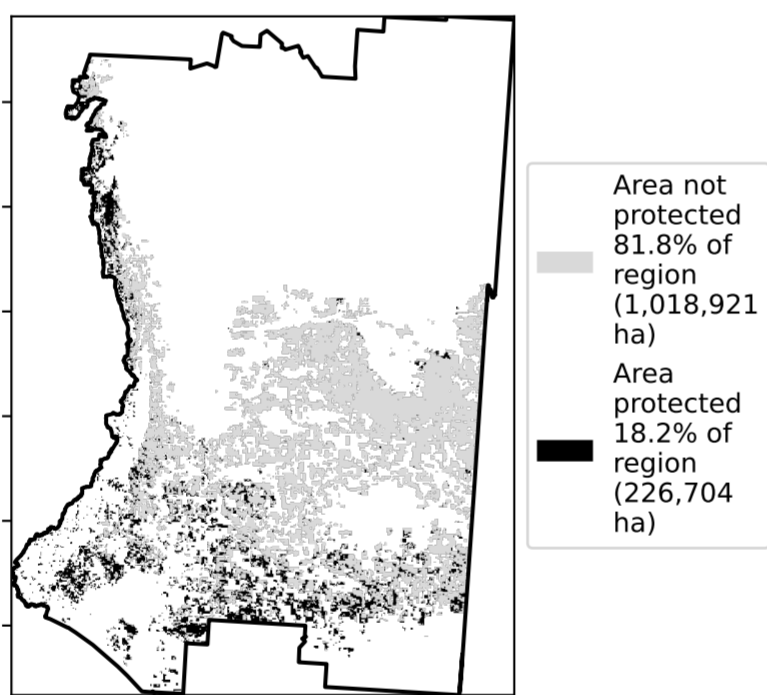 Area not
protected
81.8% of
region
(1,018,921
ha)
Area
protected
18.2% of
region
(226,704
ha)